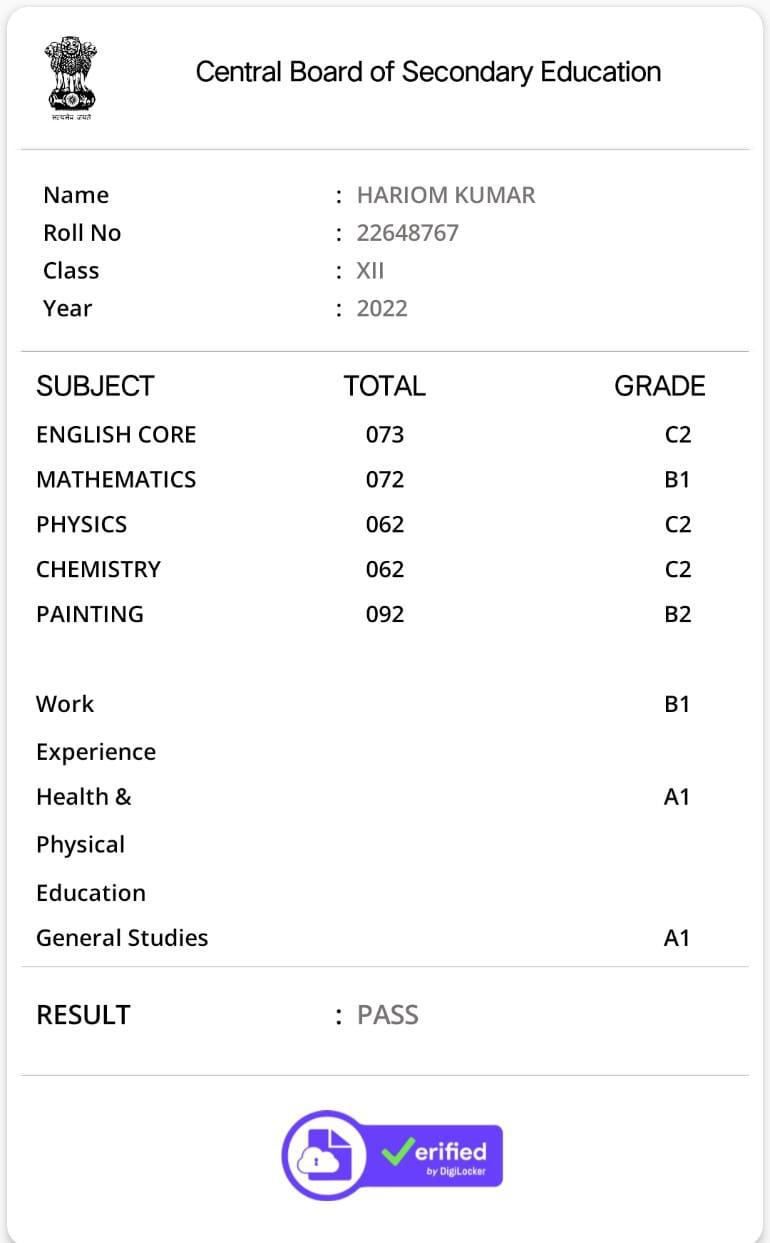 सत्यमेव जयते
Central Board of Secondary Education
Name : HARIOM KUMAR
Roll No : 22648767
Class : XII
Year : 2022
SUBJECT TOTAL GRADE
ENGLISH CORE 073 C2
MATHEMATICS 072 B1
PHYSICS 062 C2
CHEMISTRY 062 C2
PAINTING 092 B2
Work B1
Experience
Health & A1
Physical
Education
General Studies A1
RESULT : PASS
erified
by DigiLocker